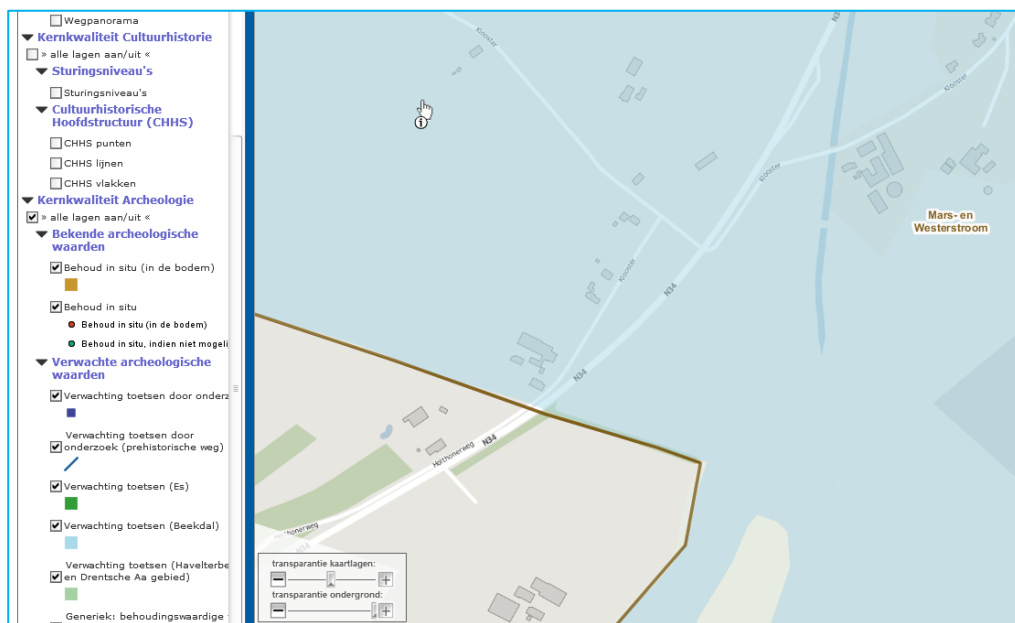 Wegpanorama
Kernkwaliteit Cultuurhistorie
» alle lagen aan/uit «
Sturingsniveau's
Sturingsniveau's
Cultuurhistorische
Hoofdstructuur (CHHS)
CHHS punten
CHHS lijnen
CHHS vlakken
Kernkwaliteit Archeologie
» alle lagen aan/uit «
Bekende archeologische
waarden
Behoud in situ (in de bodem)
Behoud in situ
Behoud in situ (in de bodem)
Behoud in situ, indien niet mogeli
Verwachte archeologische
waarden
Verwachting toetsen door onderz
Verwachting toetsen door
onderzoek (prehistorische weg)
Verwachting toetsen (Es)
Verwachting toetsen (Beekdal)
Verwachting toetsen (Havelterbe
en Drentsche Aa gebied)
Generiek: behoudingswaardige
Klooster
N34
Klooster
Klooster
Klooster
N34
Mars- en
Westerstroom
N34
Holthonerweg
N34
N34
transparantie kaartlagen:
transparantie ondergrond: